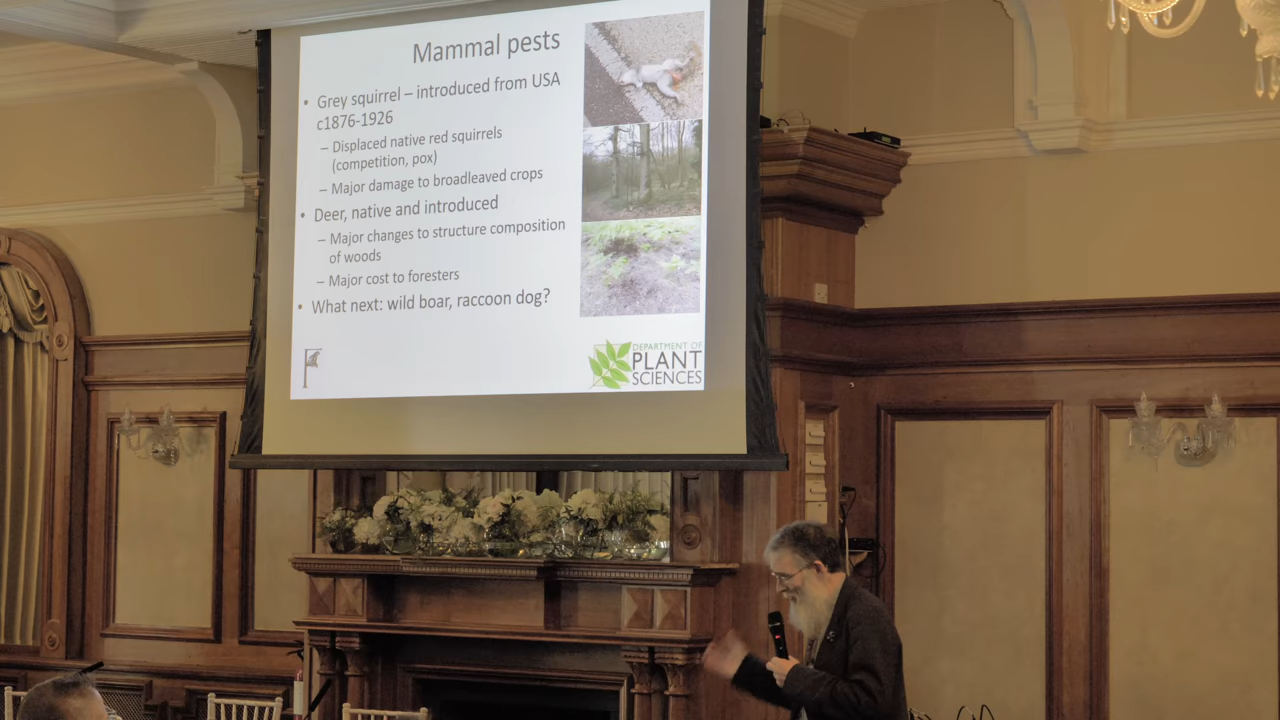 Mammal pests
• Grey squirrel – introduced from USA
c1876-1926
– Displaced native red squirrels
(competition, pox)
– Major damage to broadleaved crops
• Deer, native and introduced
– Major changes to structure composition
of woods
– Major cost to foresters
• What next: wild boar, raccoon dog?
DEPARTMENT OF
PLANT
SCIENCES